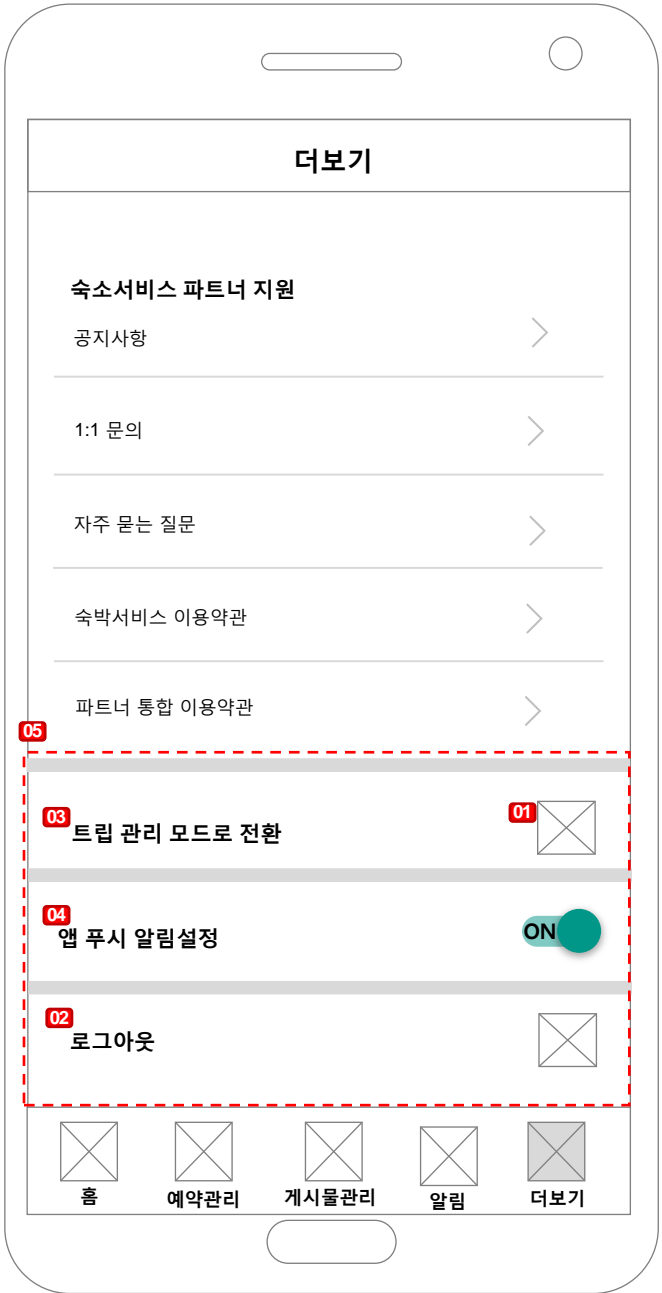 더보기
숙소서비스 파트너 지원
공지사항
1:1 문의
자주 묻는 질문
숙박서비스 이용약관
파트너 통합 이용약관
05
03
트립 관리 모드로 전환
01
04
앱 푸시 알림설정
ON
02
로그아웃
홈
예약관리
게시물관리
알림
더보기